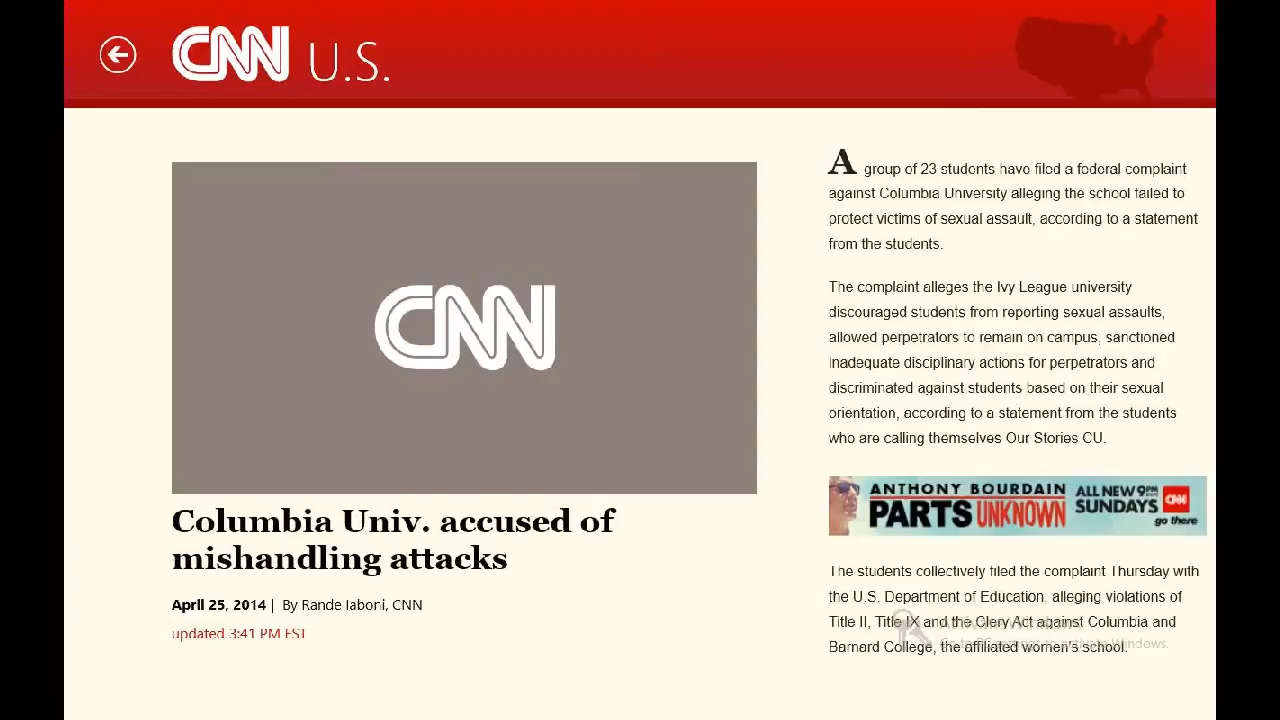 CNN U.S.
CNN
Columbia Univ. accused of
mishandling attacks
April 25, 2014 | By Rande Iaboni, CNN
updated 3:41 PM EST
A group of 23 students have filed a federal complaint
against Columbia University alleging the school failed to
protect victims of sexual assault, according to a statement
from the students.
The complaint alleges the Ivy League university
discouraged students from reporting sexual assaults,
allowed perpetrators to remain on campus, sanctioned
inadequate disciplinary actions for perpetrators and
discriminated against students based on their sexual
orientation, according to a statement from the students
who are calling themselves Our Stories CU.
ANTHONY BOURDAIN
PARTS UNKNOWN
ALL NEW 9PM
SUNDAYS CNN
go there
The students collectively filed the complaint Thursday with
the U.S. Department of Education, alleging violations of
Title II, Title IX and the Clery Act against Columbia and
Barnard College, the affiliated women's school.
Go to PC settings to activate Windows.